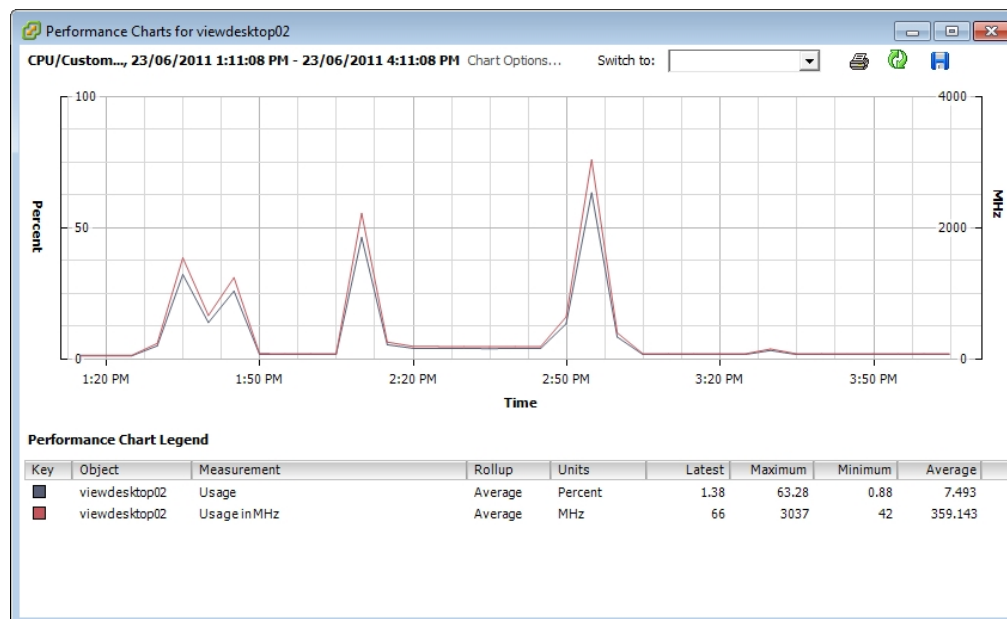 Performance Charts for viewdesktop02
CPU/Custom..., 23/06/2011 1:11:08 PM - 23/06/2011 4:11:08 PM Chart Options... Switch to:
100 4000
Percent
50 2000
MHz
0 0
1:20 PM 1:50 PM 2:20 PM 2:50 PM 3:20 PM 3:50 PM
Time
Performance Chart Legend
Key Object Measurement Rollup Units Latest Maximum Minimum Average
viewdesktop02 Usage Average Percent 1.38 63.28 0.88 7.493
viewdesktop02 Usage in MHz Average MHz 66 3037 42 359.143